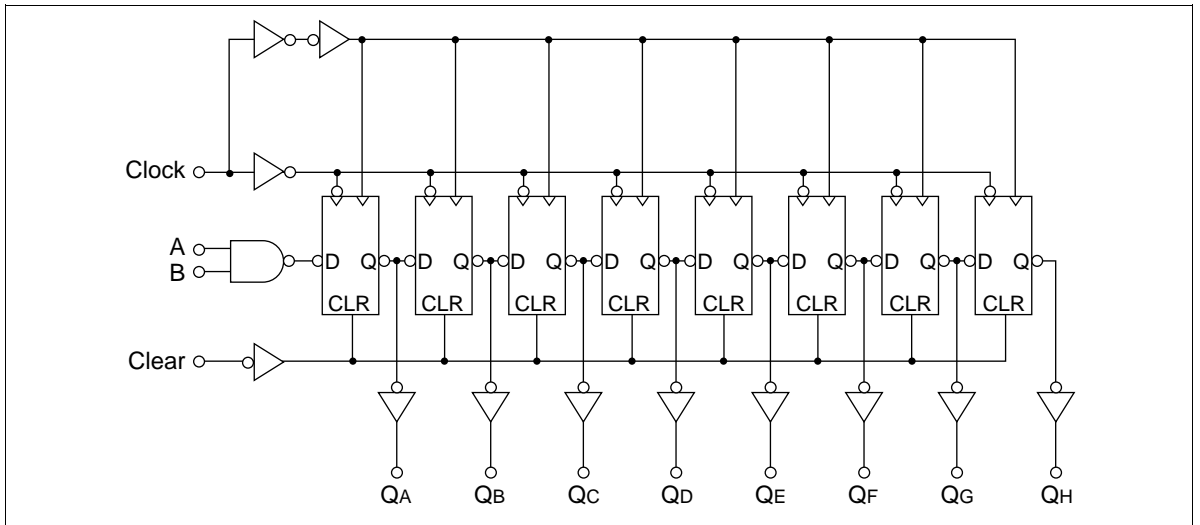 Clock
A
B
D Q D Q D Q D Q D Q D Q D Q D Q
CLR CLR CLR CLR CLR CLR CLR CLR
Clear
QA QB QC QD QE QF QG QH